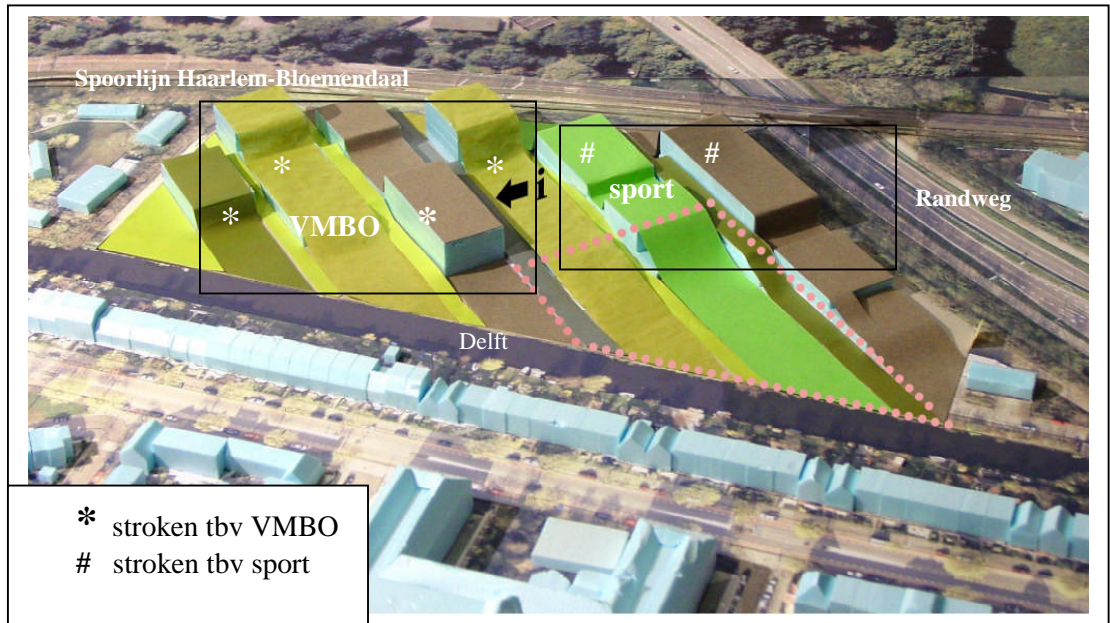 Spoorlijn Haarlem-Bloemendaal
*
*
*
*
VMBO
i
#
#
sport
Randweg
Delft
* stroken tbv VMBO
# stroken tbv sport